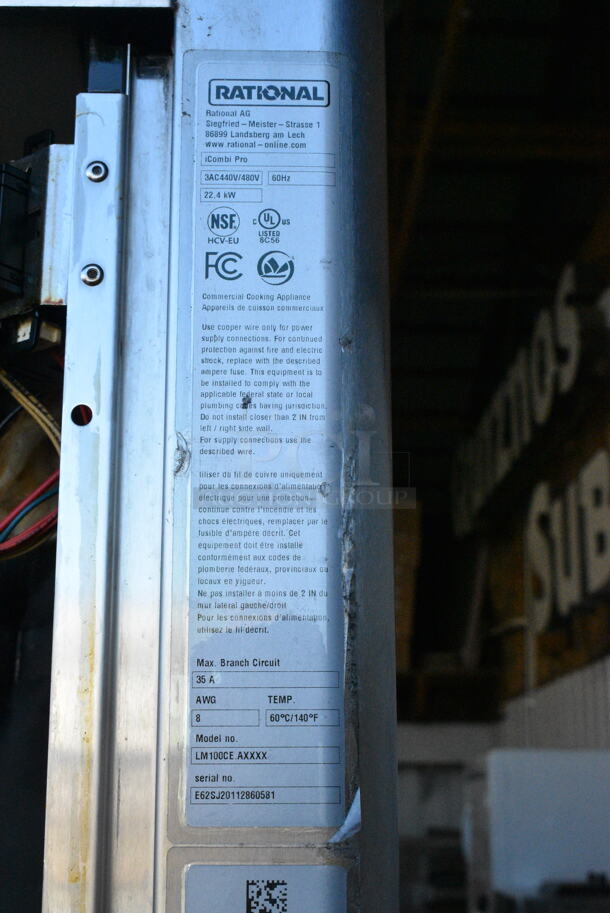 RATIONAL
Rational AG
Siegfried – Meister – Strasse 1
86899 Landsberg am Lech
www.rational – online.com
iCombi Pro
3AC440V/480V 60Hz
22,4 kW
NSF. C UL US
HCV-EU LISTED
8C56
FC
Commercial Cooking Appliance
Appareils de cuisson commerciaux
Use cooper wire only for power
supply connections. For continued
protection against fire and electric
shock, replace with the described
ampere fuse. This equipment is to
be installed to comply with the
applicable federal state or local
plumbing codes having jurisdiction.
Do not install closer than 2 IN from
left / right side wall.
For supply connections use the
described wire.
tiliser du fil de cuivre uniquement
pour les connexions d'alimentation
électrique pour une protection
continue contre l'incendie et les
chocs électriques, remplacer par le
fusible d'ampère décrit. Cet
equipement doit être installe
conformément aux codes de
plomberie fédéraux, provinciaux ou
locaux en vigueur.
Ne pas installer à moins de 2 IN du
mur latéral gauche/droit
Pour les connexions d'alimentation,
utilisez le fil décrit.
Max. Branch Circuit
35 A
AWG TEMP.
8 60°C/140°F
Model no.
LM100CE.AXXXX
serial no.
E62SJ20112860581
QUIZNOS
SUB
GROUP